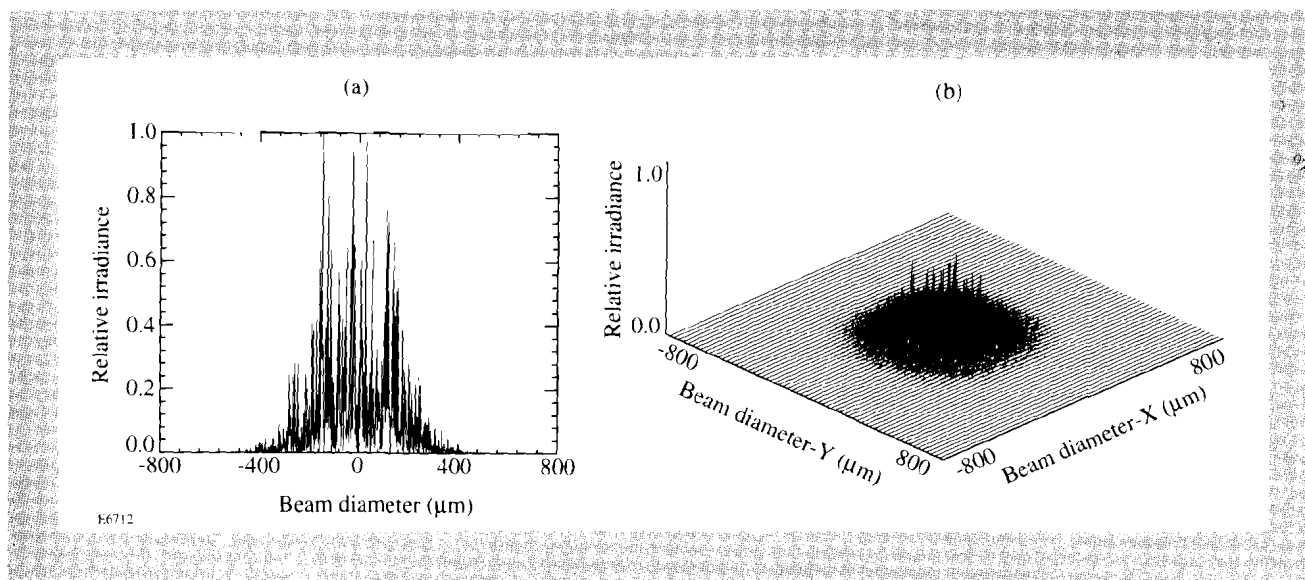 (a)
Relative irradiance
1.0
0.8
0.6
0.4
0.2
0.0
-800
-400
0
400
800
Beam diameter (μm)
E6712
(b)
Relative irradiance
1.0
0.0
-800
Beam diameter-Y (μm)
800
-800
Beam diameter-X (μm)
800